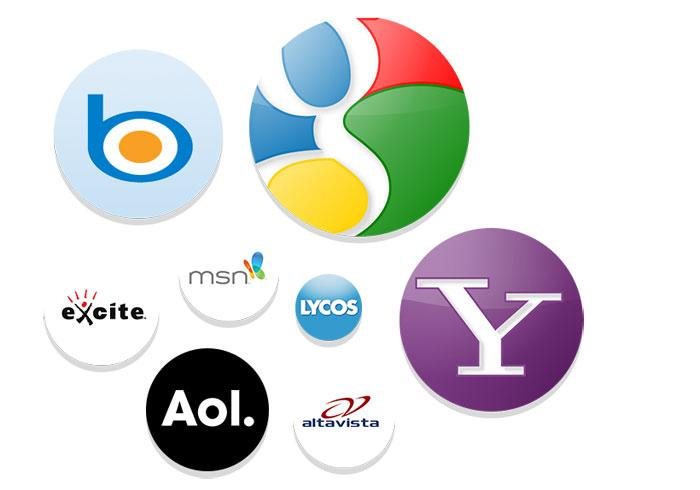 b
msn
excite
LYCOS
Y
Aol.
altavista